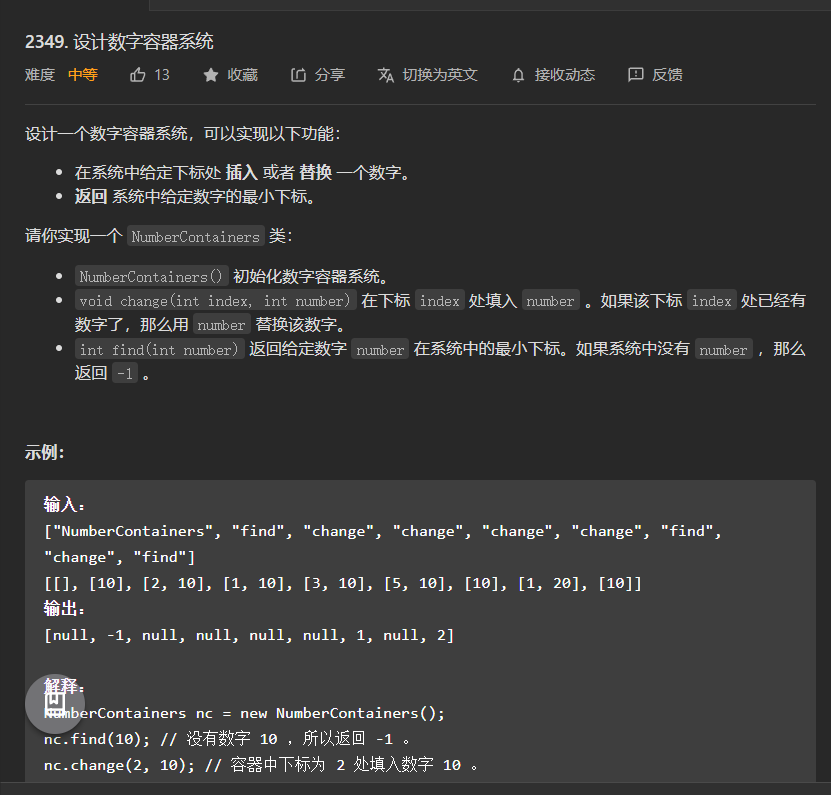 2349. 设计数字容器系统
难度 中等 13 收藏 分享 切换为英文 接收动态 反馈
设计一个数字容器系统，可以实现以下功能：
在系统中给定下标处 插入 或者 替换 一个数字。
返回 系统中给定数字的最小下标。
请你实现一个 NumberContainers 类：
NumberContainers() 初始化数字容器系统。
void change(int index, int number) 在下标 index 处填入 number 。如果该下标 index 处已经有
数字了，那么用 number 替换该数字。
int find(int number) 返回给定数字 number 在系统中的最小下标。如果系统中没有 number ，那么
返回 -1 。
示例：
输入：
["NumberContainers", "find", "change", "change", "change", "change", "find",
"change", "find"]
[[], [10], [2, 10], [1, 10], [3, 10], [5, 10], [10], [1, 20], [10]]
输出：
[null, -1, null, null, null, null, 1, null, 2]
解释：
NumberContainers nc = new NumberContainers();
nc.find(10); // 没有数字 10 ，所以返回 -1 。
nc.change(2, 10); // 容器中下标为 2 处填入数字 10 。